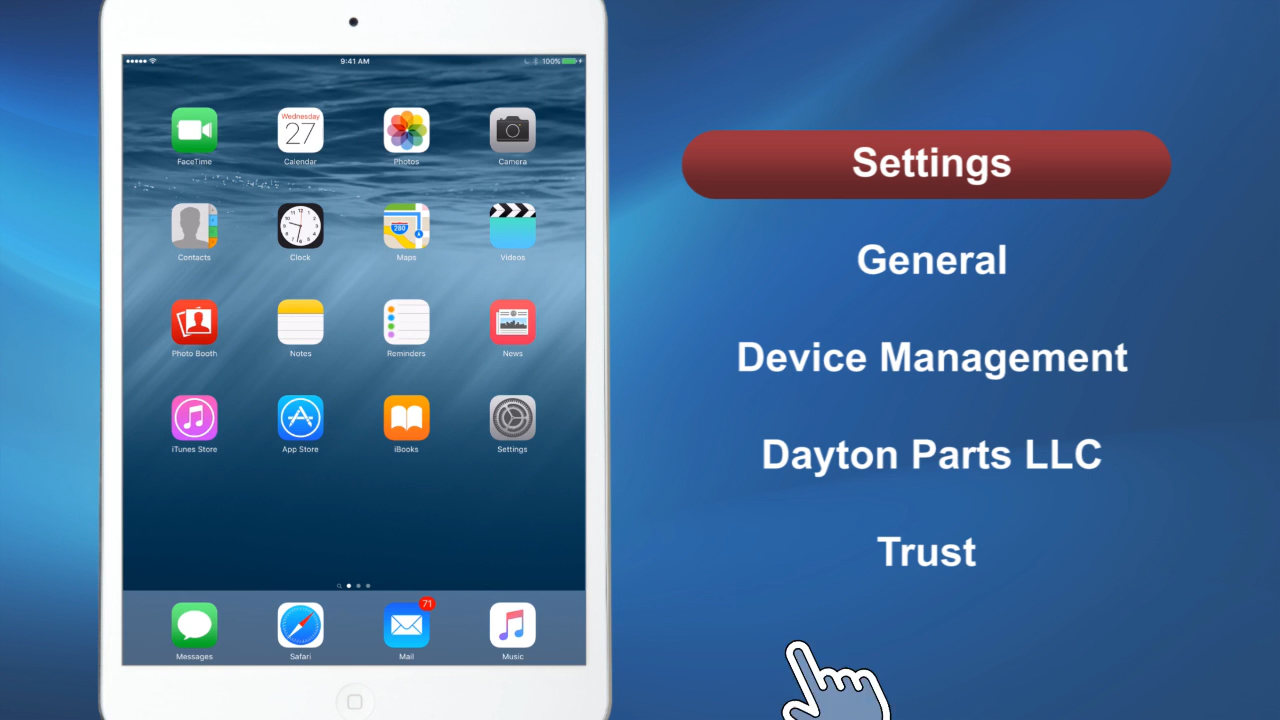 9:41 AM
100%
Wednesday
27
FaceTime
Calendar
Photos
Camera
12
280
A
Contacts
Clock
Maps
Videos
Photo Booth
Notes
Reminders
News
iTunes Store
App Store
iBooks
Settings
71
Messages
Safari
Mail
Music
Settings
General
Device Management
Dayton Parts LLC
Trust